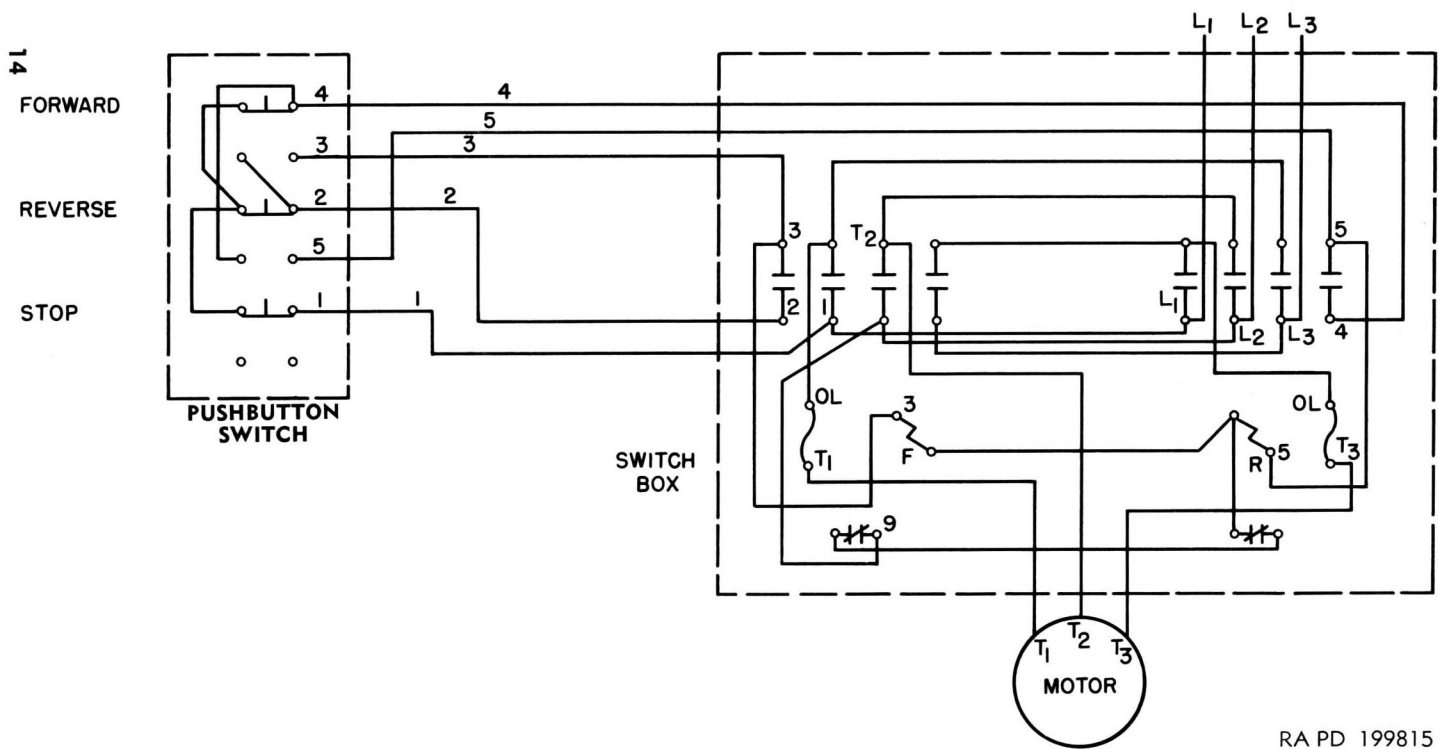 14
L1 L2 L3
FORWARD
4
4
5
3
3
REVERSE
2
2
5
STOP
1
1
PUSHBUTTON
SWITCH
3
T2
5
2
1
L1
L2
L3
4
OL
T1
3
F
R
5
OL
T3
SWITCH
BOX
9
T1
T2
T3
MOTOR
RA PD 199815